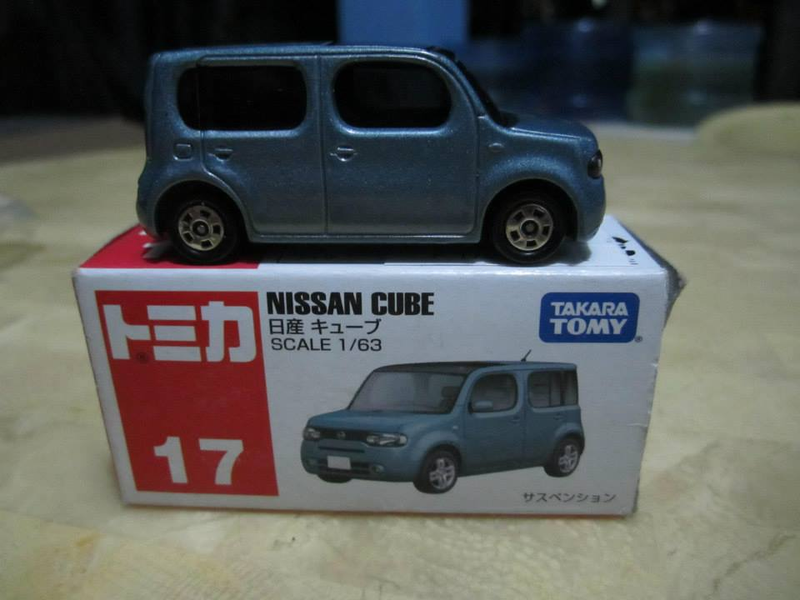 トミカ
17
NISSAN CUBE
日産 キューブ
SCALE 1/63
TAKARA
TOMY
サスペンション